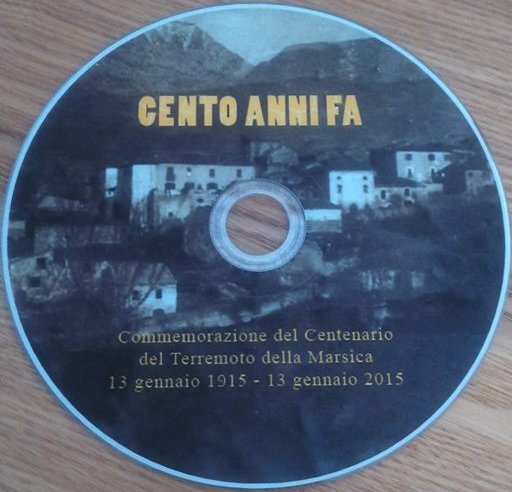 CENTO ANNI FA
Commemorazione del Centenario
del Terremoto della Marsica
13 gennaio 1915 - 13 gennaio 2015